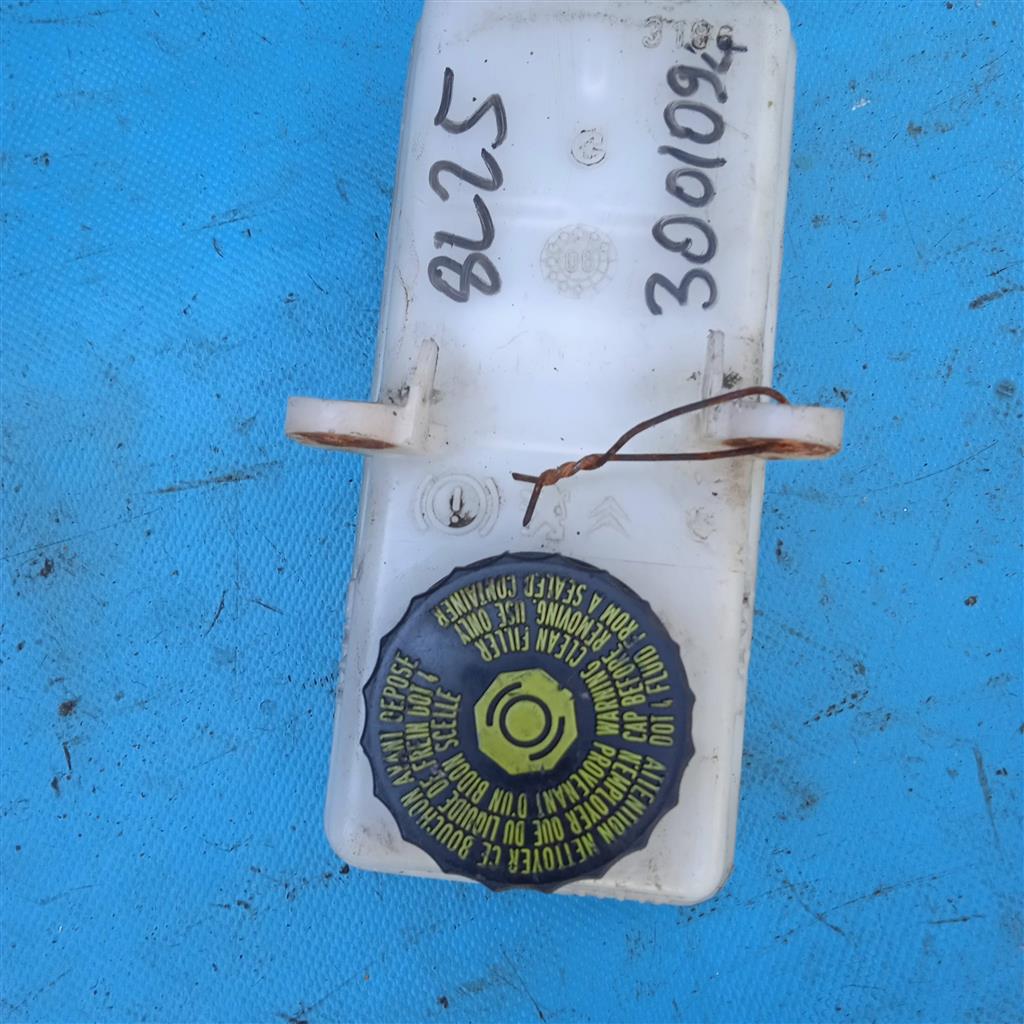 8L25
3001094
WARNING CLEAN FILLER
CAP BEFORE REMOVING USE ONLY
DOT 4 FLUID FROM A SEALED CONTAINER
ATTENTION NETTOYER CE BOUCHON AVANT DEPOSE
N'EMPLOYER QUE DU LIQUIDE DE FREIN DOT 4
PROVENANT D'UN BIDON SCELLE